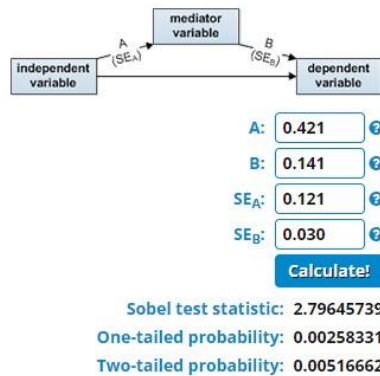 mediator
variable
A
(SEA)
B
(SEB)
independent
variable
dependent
variable
A: 0.421 ?
B: 0.141 ?
SEA: 0.121 ?
SEB: 0.030 ?
Calculate!
Sobel test statistic: 2.79645739
One-tailed probability: 0.00258331
Two-tailed probability: 0.00516662